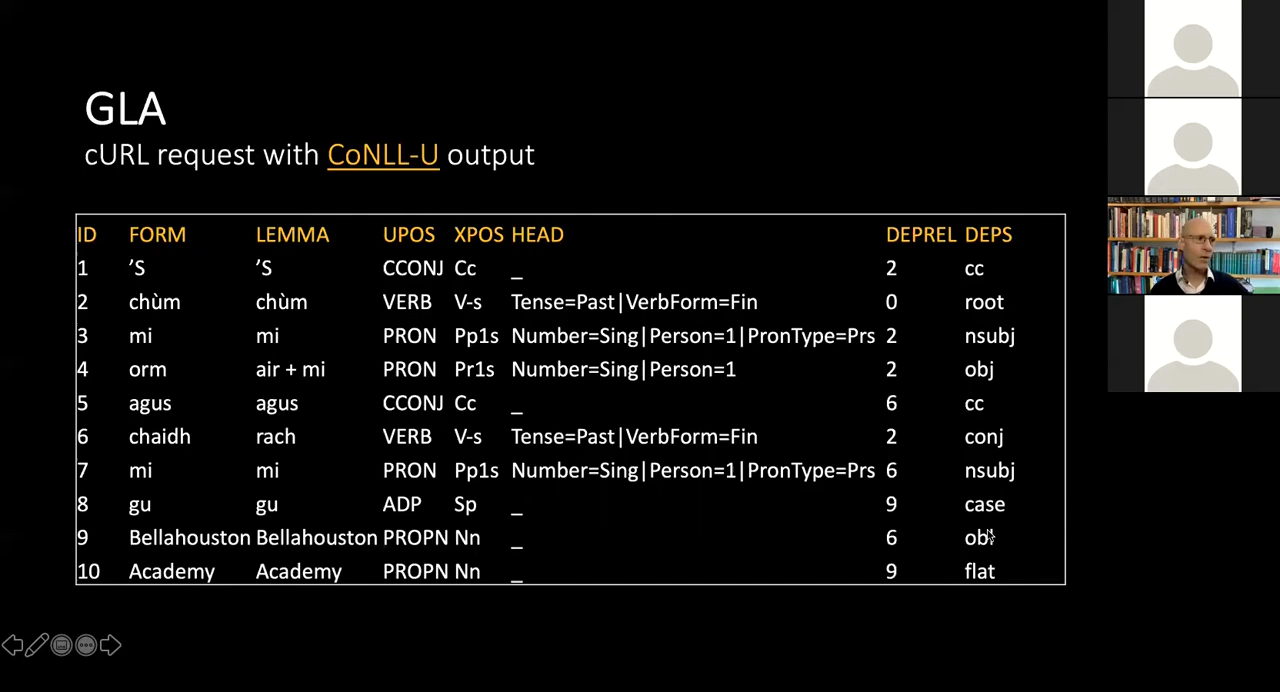 GLA
cURL request with CoNLL-U output
ID FORM LEMMA UPOS XPOS HEAD DEPREL DEPS
1 ’S ’S CCONJ Cc _ 2 cc
2 chùm chùm VERB V-s Tense=Past|VerbForm=Fin 0 root
3 mi mi PRON Pp1s Number=Sing|Person=1|PronType=Prs 2 nsubj
4 orm air + mi PRON Pr1s Number=Sing|Person=1 2 obj
5 agus agus CCONJ Cc _ 6 cc
6 chaidh rach VERB V-s Tense=Past|VerbForm=Fin 2 conj
7 mi mi PRON Pp1s Number=Sing|Person=1|PronType=Prs 6 nsubj
8 gu gu ADP Sp _ 9 case
9 Bellahouston Bellahouston PROPN Nn _ 6
10 Academy Academy PROPN Nn _ 9 flat